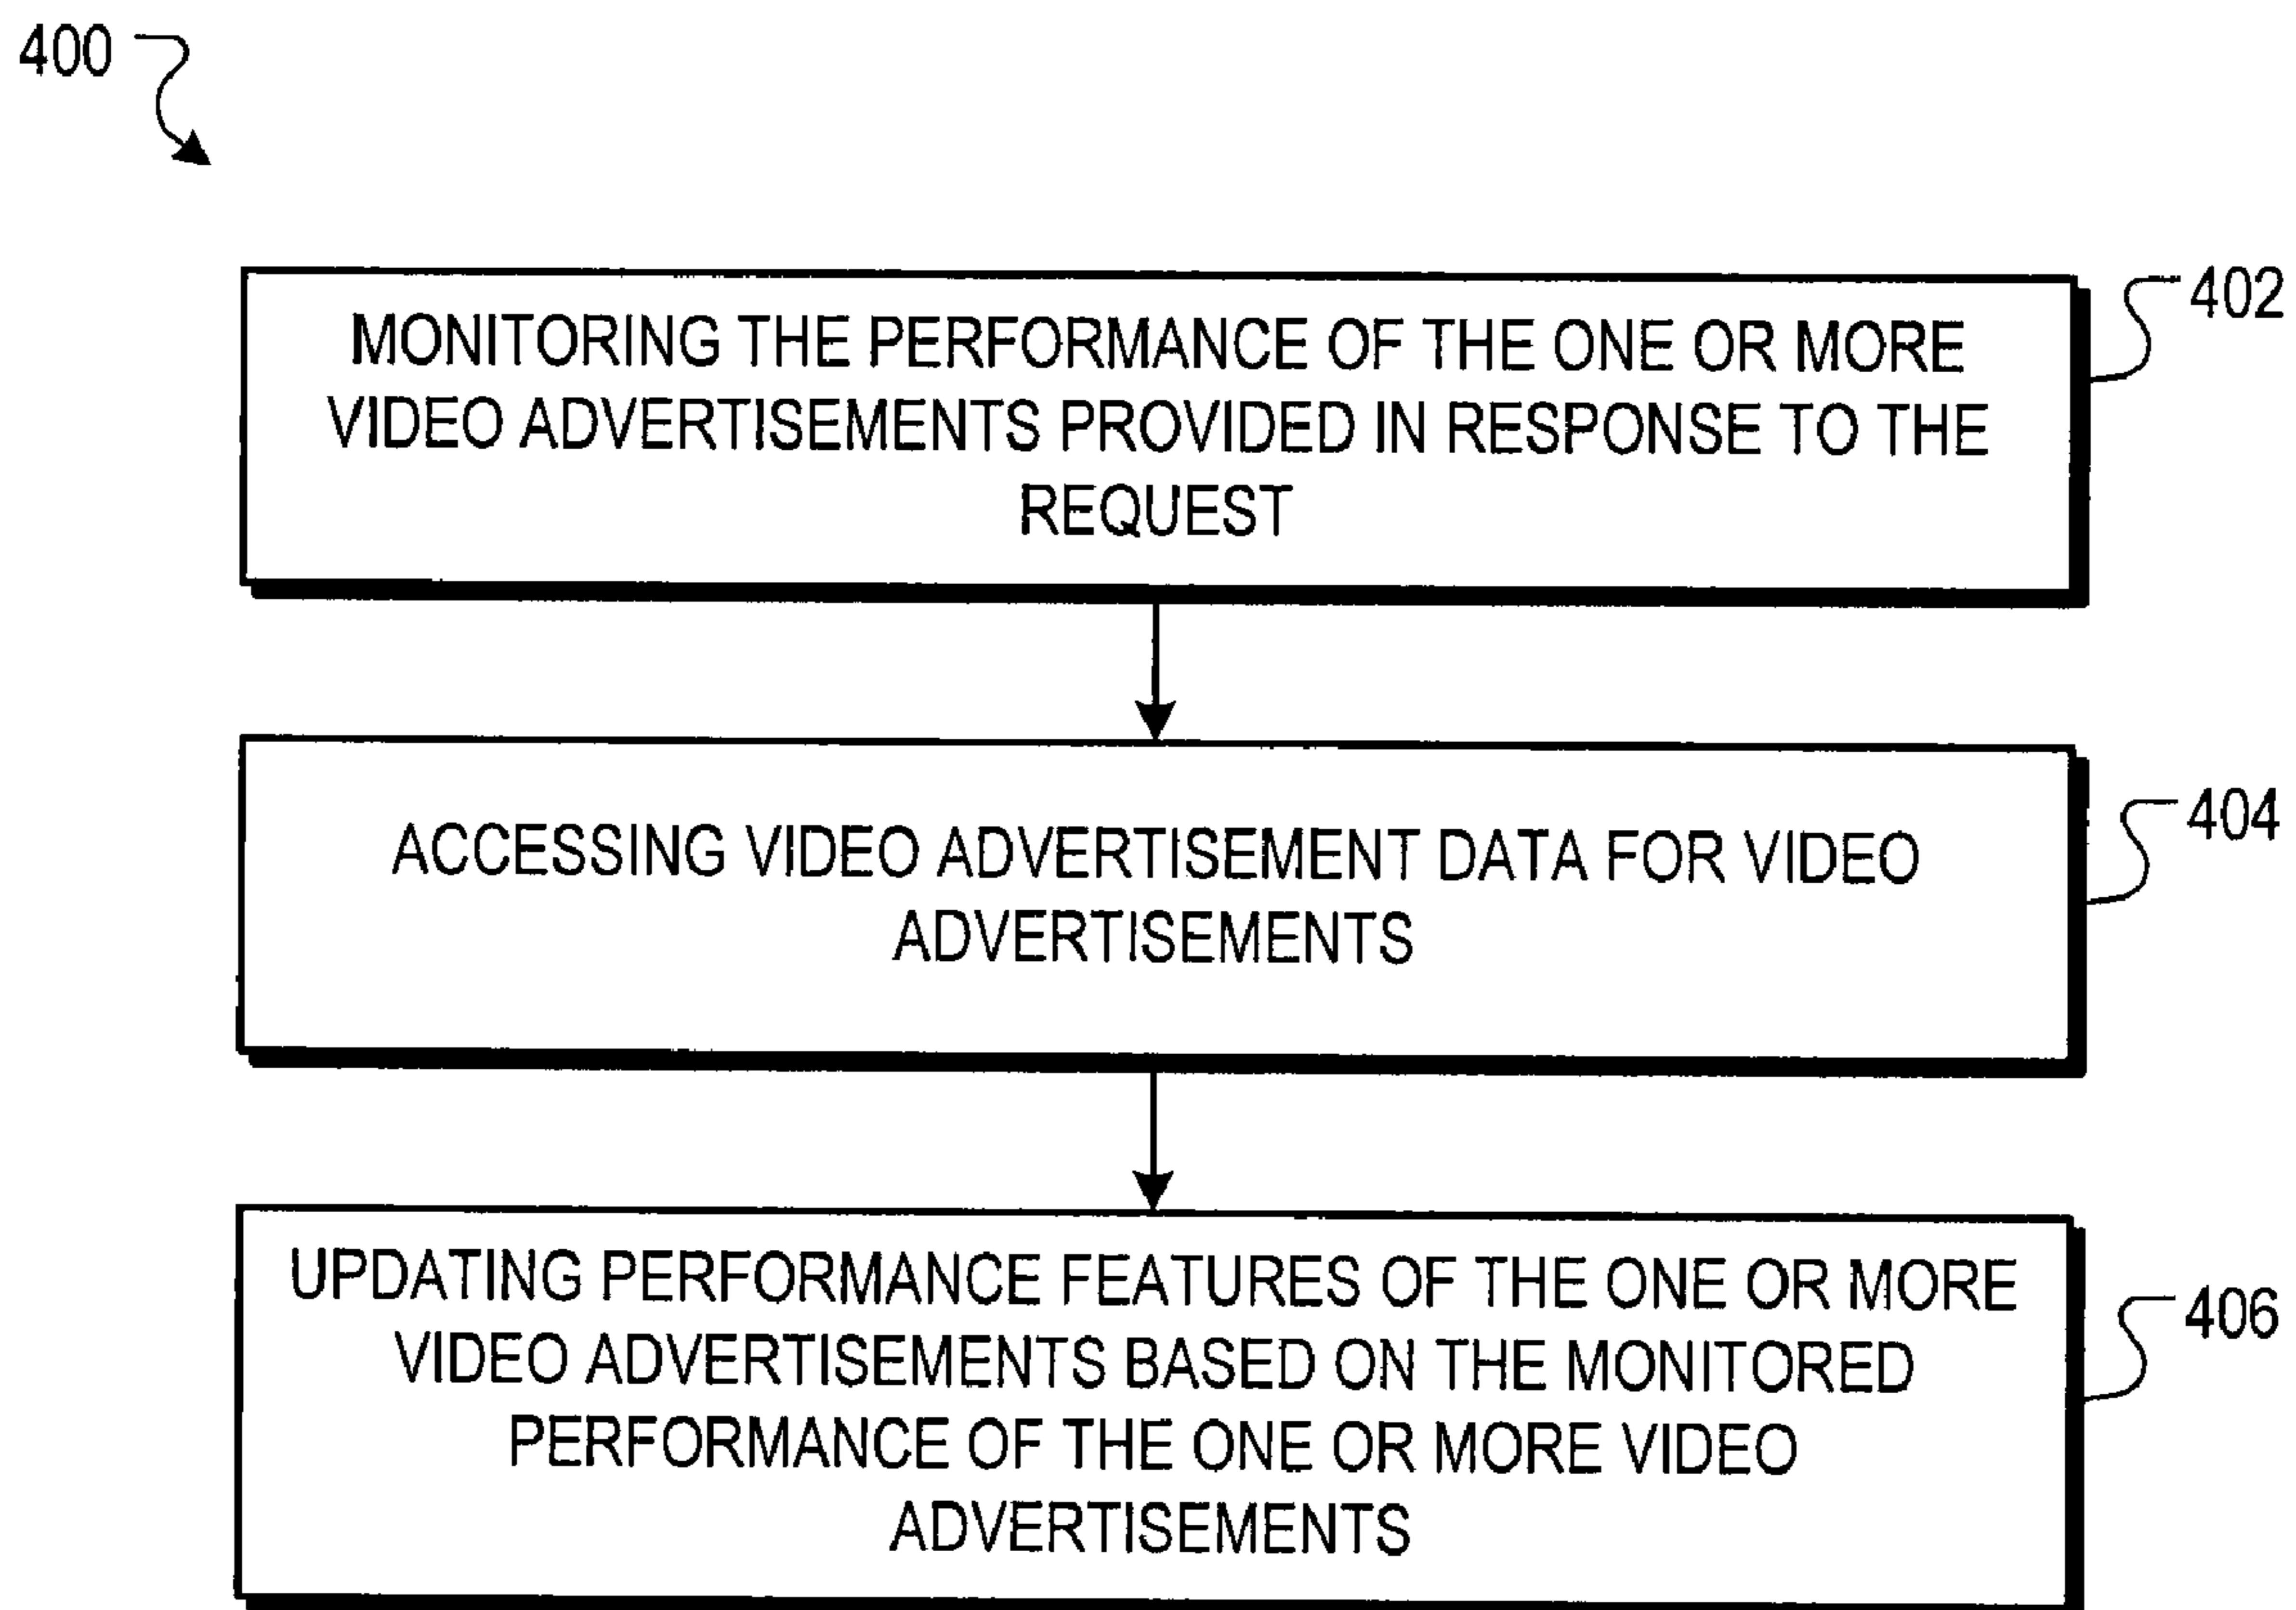 400
MONITORING THE PERFORMANCE OF THE ONE OR MORE
VIDEO ADVERTISEMENTS PROVIDED IN RESPONSE TO THE
REQUEST
402
ACCESSING VIDEO ADVERTISEMENT DATA FOR VIDEO
ADVERTISEMENTS
404
UPDATING PERFORMANCE FEATURES OF THE ONE OR MORE
VIDEO ADVERTISEMENTS BASED ON THE MONITORED
PERFORMANCE OF THE ONE OR MORE VIDEO
ADVERTISEMENTS
406